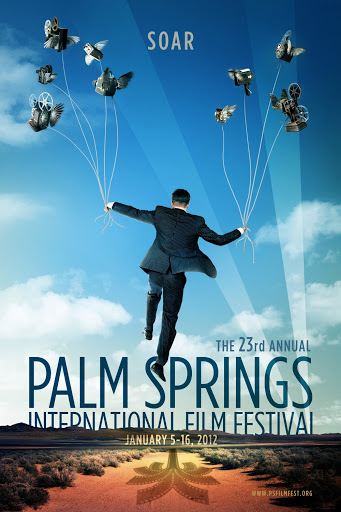 SOAR
THE 23rd ANNUAL
PALM SPRINGS
INTERNATIONAL FILM FESTIVAL
JANUARY 5-16, 2012
WWW.PSFILMFEST.ORG